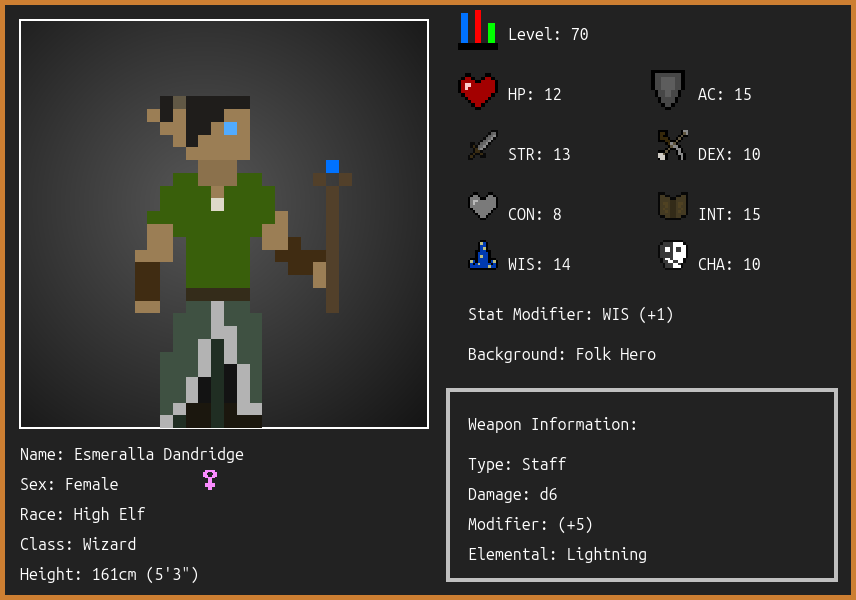 Level: 70
HP: 12
AC: 15
STR: 13
DEX: 10
CON: 8
INT: 15
WIS: 14
CHA: 10
Stat Modifier: WIS (+1)
Background: Folk Hero
Weapon Information:
Type: Staff
Damage: d6
Modifier: (+5)
Elemental: Lightning
Name: Esmeralla Dandridge
Sex: Female
Race: High Elf
Class: Wizard
Height: 161cm (5'3")